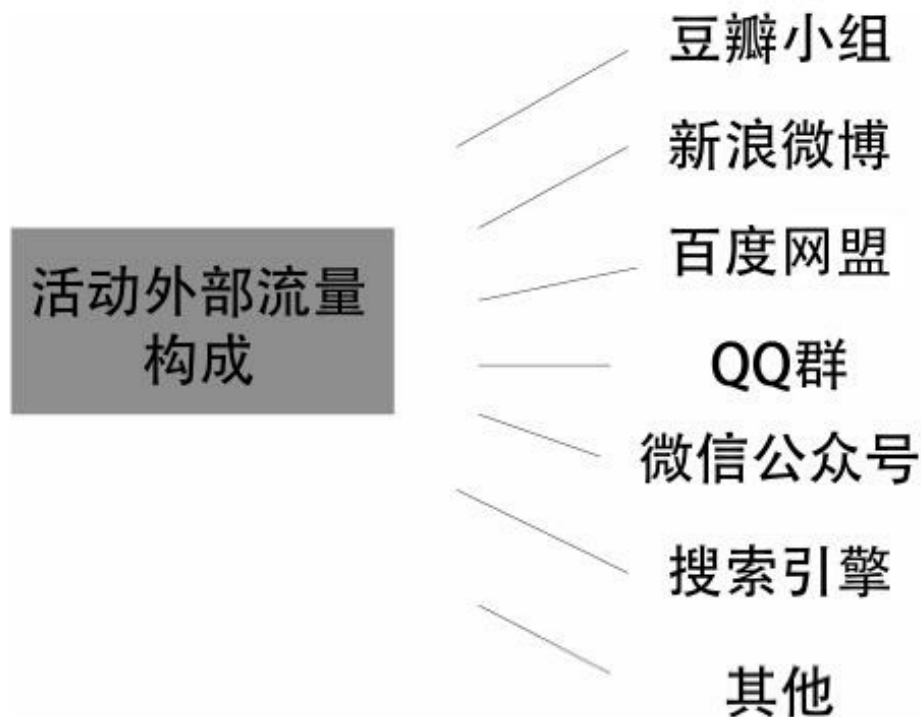 豆瓣小组
新浪微博
百度网盟
活动外部流量
构成
QQ群
微信公众号
搜索引擎
其他